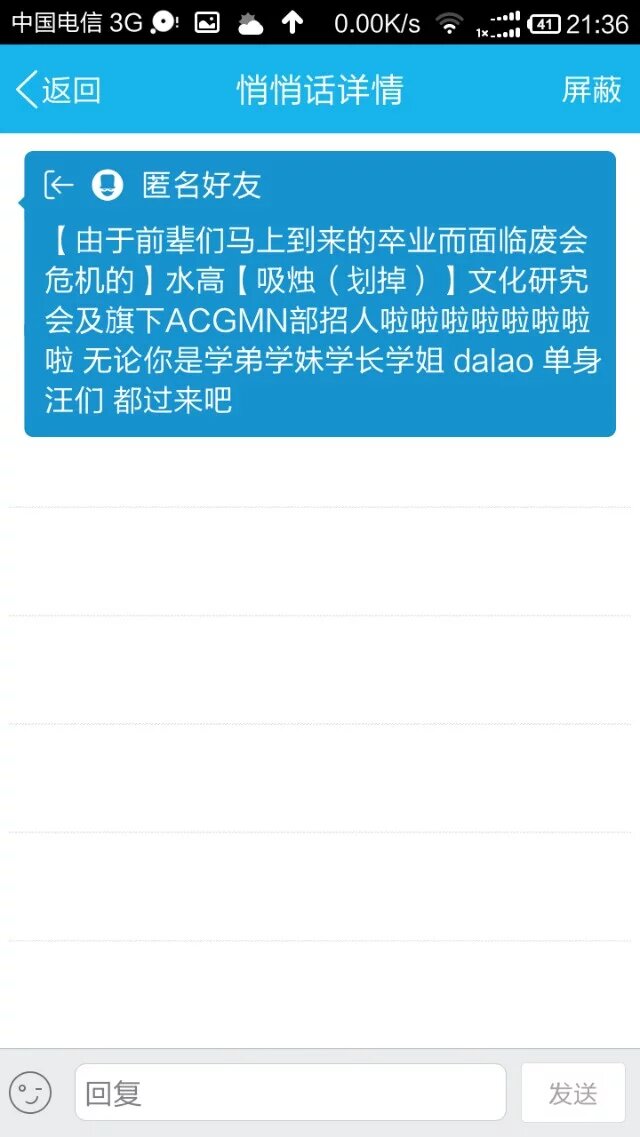 中国电信 3G 0.00K/s 1x 41 21:36
返回 悄悄话详情 屏蔽
匿名好友
【由于前辈们马上到来的卒业而面临废会
危机的】水高【吸烛（划掉）】文化研究
会及旗下ACGMN部招人啦啦啦啦啦啦啦
啦 无论你是学弟学妹学长学姐 dalao 单身
汪们 都过来吧
回复 发送